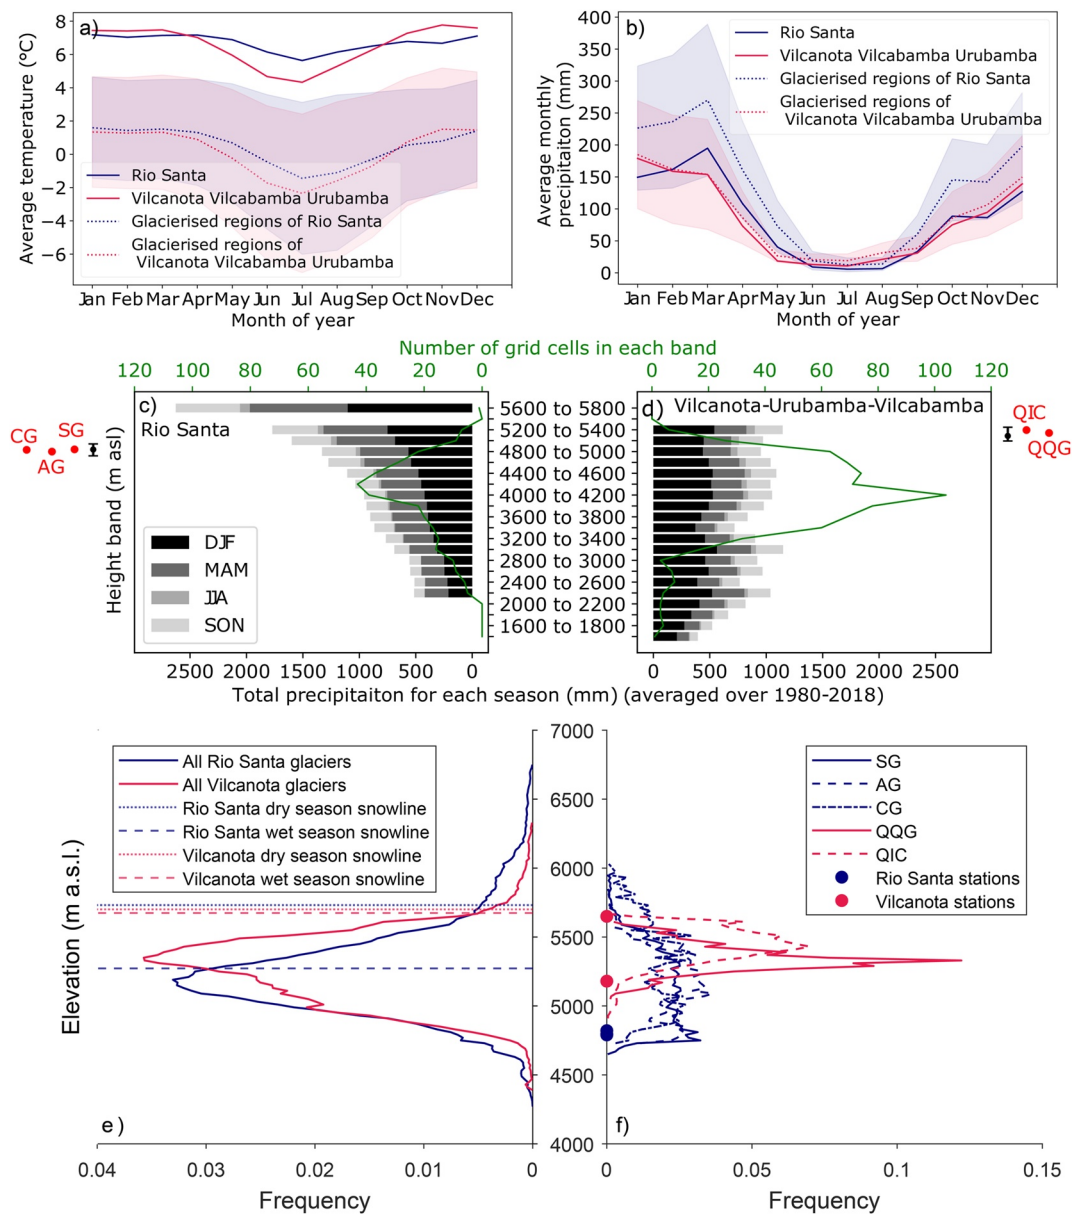 a)
Average temperature (°C)
8
6
4
2
0
−2
−4
−6
Rio Santa
Vilcanota Vilcabamba Urubamba
Glacierised regions of Rio Santa
Glacierised regions of
Vilcanota Vilcabamba Urubamba
Jan Feb Mar Apr May Jun Jul Aug Sep Oct Nov Dec
Month of year
b)
Average monthly
precipitaiton (mm)
400
350
300
250
200
150
100
50
0
Rio Santa
Vilcanota Vilcabamba Urubamba
Glacierised regions of Rio Santa
Glacierised regions of
Vilcanota Vilcabamba Urubamba
Jan Feb Mar Apr May Jun Jul Aug Sep Oct Nov Dec
Month of year
Number of grid cells in each band
120 100 80 60 40 20 0
0 20 40 60 80 100 120
c)
Rio Santa
CG
SG
AG
Height band (m asl)
DJF
MAM
JJA
SON
5600 to 5800
5200 to 5400
4800 to 5000
4400 to 4600
4000 to 4200
3600 to 3800
3200 to 3400
2800 to 3000
2400 to 2600
2000 to 2200
1600 to 1800
d)
Vilcanota-Urubamba-Vilcabamba
QIC
QQG
2500 2000 1500 1000 500 0
0 500 1000 1500 2000 2500
Total precipitaiton for each season (mm) (averaged over 1980-2018)
7000
6500
6000
5500
5000
4500
4000
Elevation (m a.s.l.)
All Rio Santa glaciers
All Vilcanota glaciers
Rio Santa dry season snowline
Rio Santa wet season snowline
Vilcanota dry season snowline
Vilcanota wet season snowline
e)
0.04 0.03 0.02 0.01 0
Frequency
SG
AG
CG
QQG
QIC
Rio Santa stations
Vilcanota stations
f)
0 0.05 0.1 0.15
Frequency